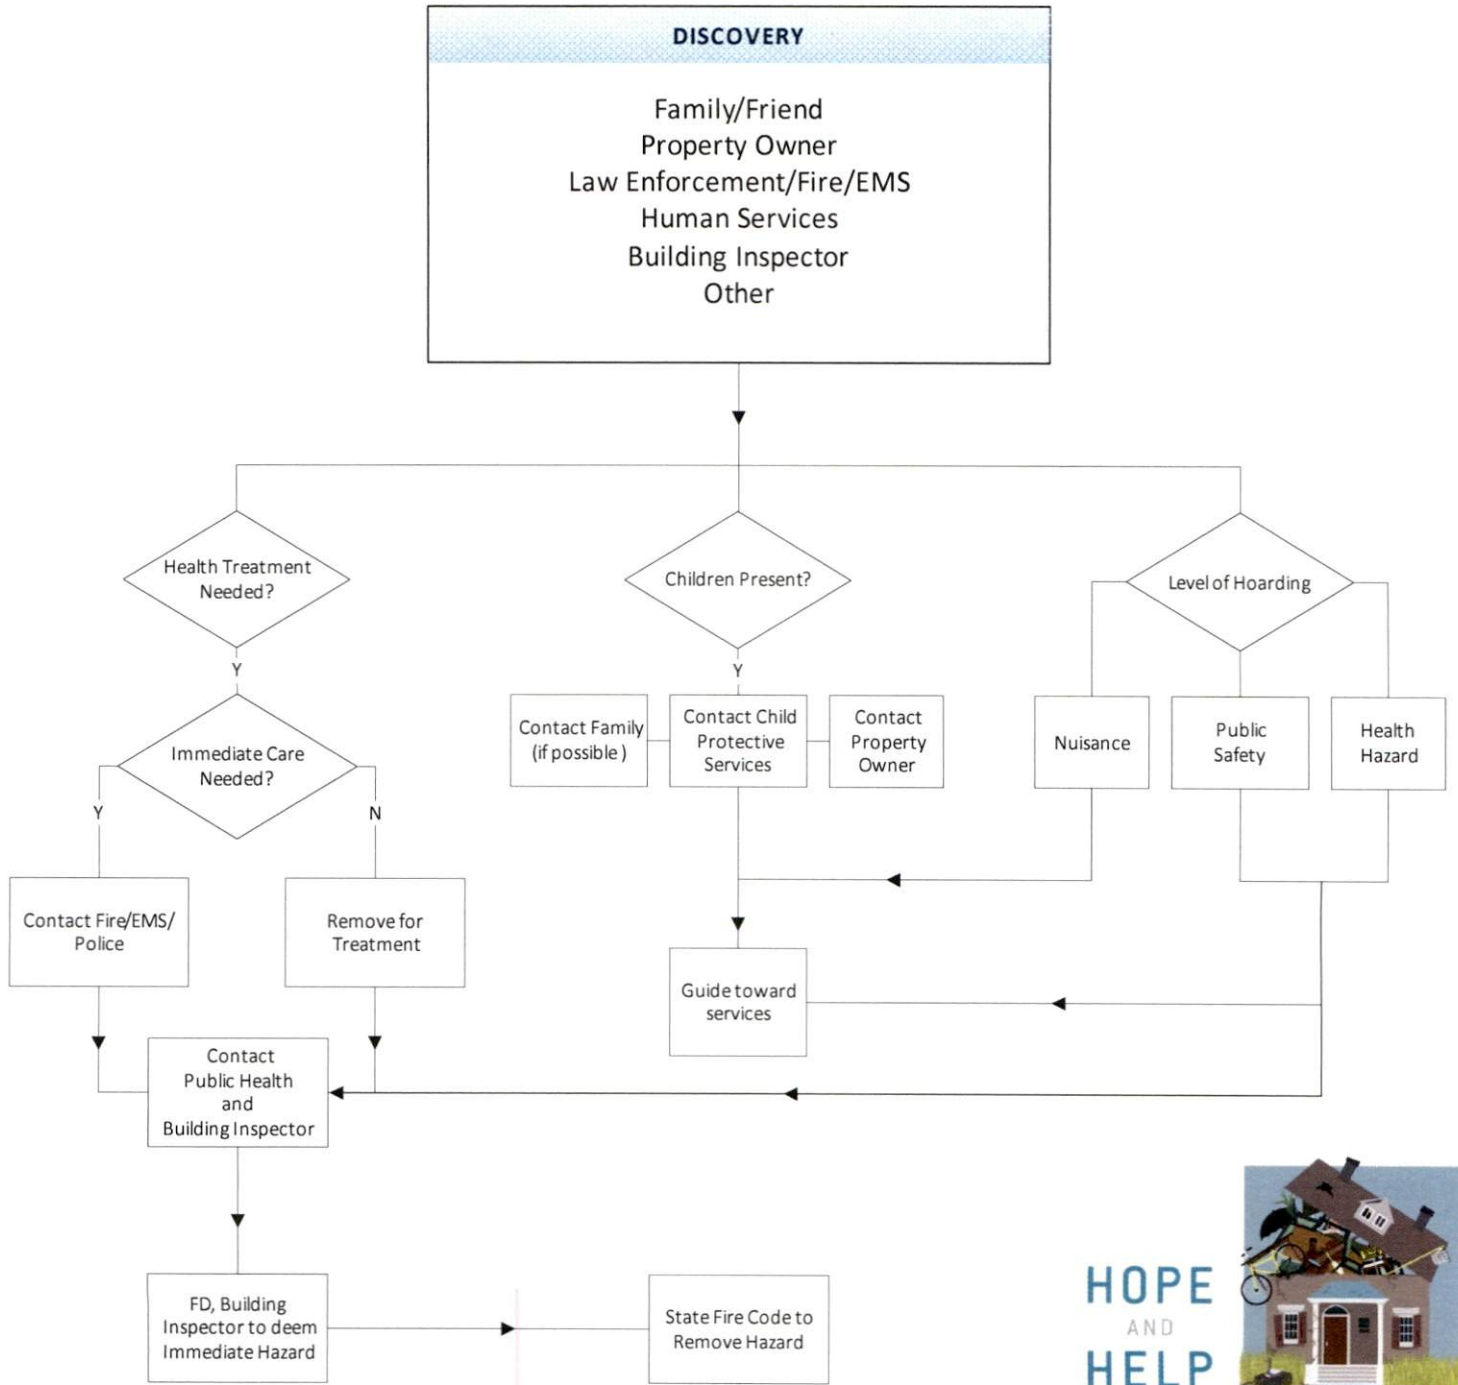 DISCOVERY
Family/Friend
Property Owner
Law Enforcement/Fire/EMS
Human Services
Building Inspector
Other
Health Treatment
Needed?
Children Present?
Level of Hoarding
Y
Y
Immediate Care
Needed?
Contact Family
(if possible)
Contact Child
Protective
Services
Contact
Property
Owner
Nuisance
Public
Safety
Health
Hazard
Y
N
Contact Fire/EMS/
Police
Remove for
Treatment
Guide toward
services
Contact
Public Health
and
Building Inspector
FD, Building
Inspector to deem
Immediate Hazard
State Fire Code to
Remove Hazard
HOPE
AND
HELP